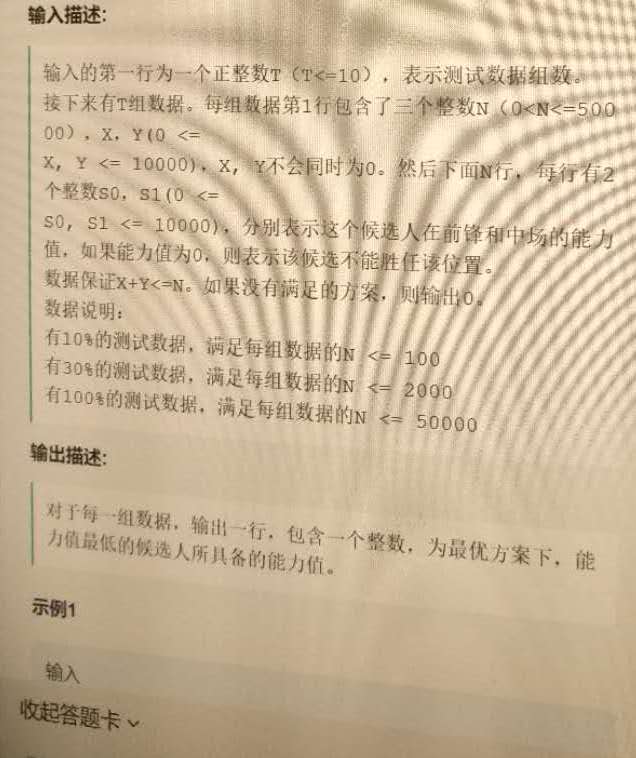 输入描述:
输入的第一行为一个正整数T（T<=10），表示测试数据组数。
接下来有T组数据。每组数据第1行包含了三个整数N（0<N<=500
00），X，Y(0 <=
X, Y <= 10000)，X, Y不会同时为0。然后下面N行，每行有2
个整数S0，S1(0 <=
S0, S1 <= 10000)，分别表示这个候选人在前锋和中场的能力
值，如果能力值为0，则表示该候选不能胜任该位置。
数据保证X+Y<=N。如果没有满足的方案，则输出0。
数据说明：
有10%的测试数据，满足每组数据的N <= 100
有30%的测试数据，满足每组数据的N <= 2000
有100%的测试数据，满足每组数据的N <= 50000
输出描述:
对于每一组数据，输出一行，包含一个整数，为最优方案下，能
力值最低的候选人所具备的能力值。
示例1
输入
收起答题卡